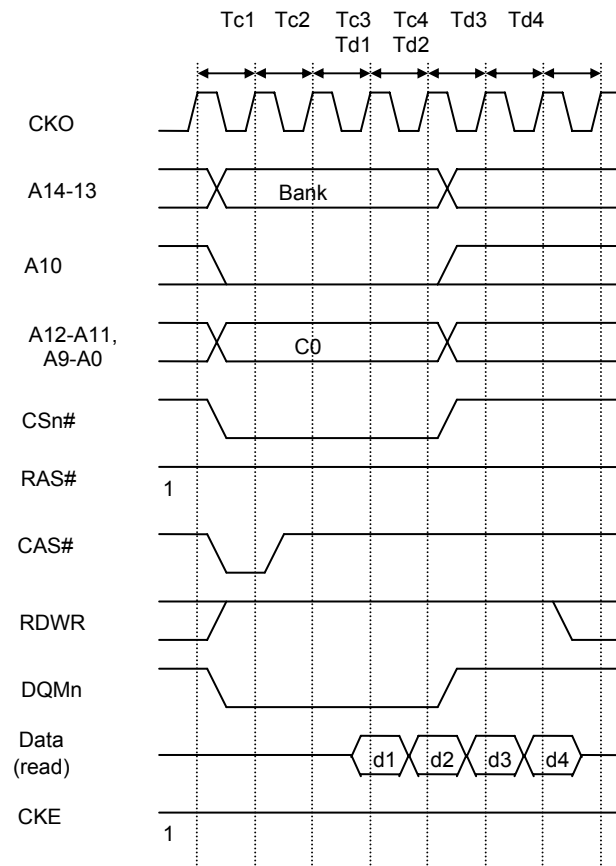 Tc1 Tc2 Tc3 Tc4 Td3 Td4
Td1 Td2
CKO
A14-13
Bank
A10
A12-A11,
A9-A0
C0
CSn#
RAS#
1
CAS#
RDWR
DQMn
Data
(read)
d1 d2 d3 d4
CKE
1